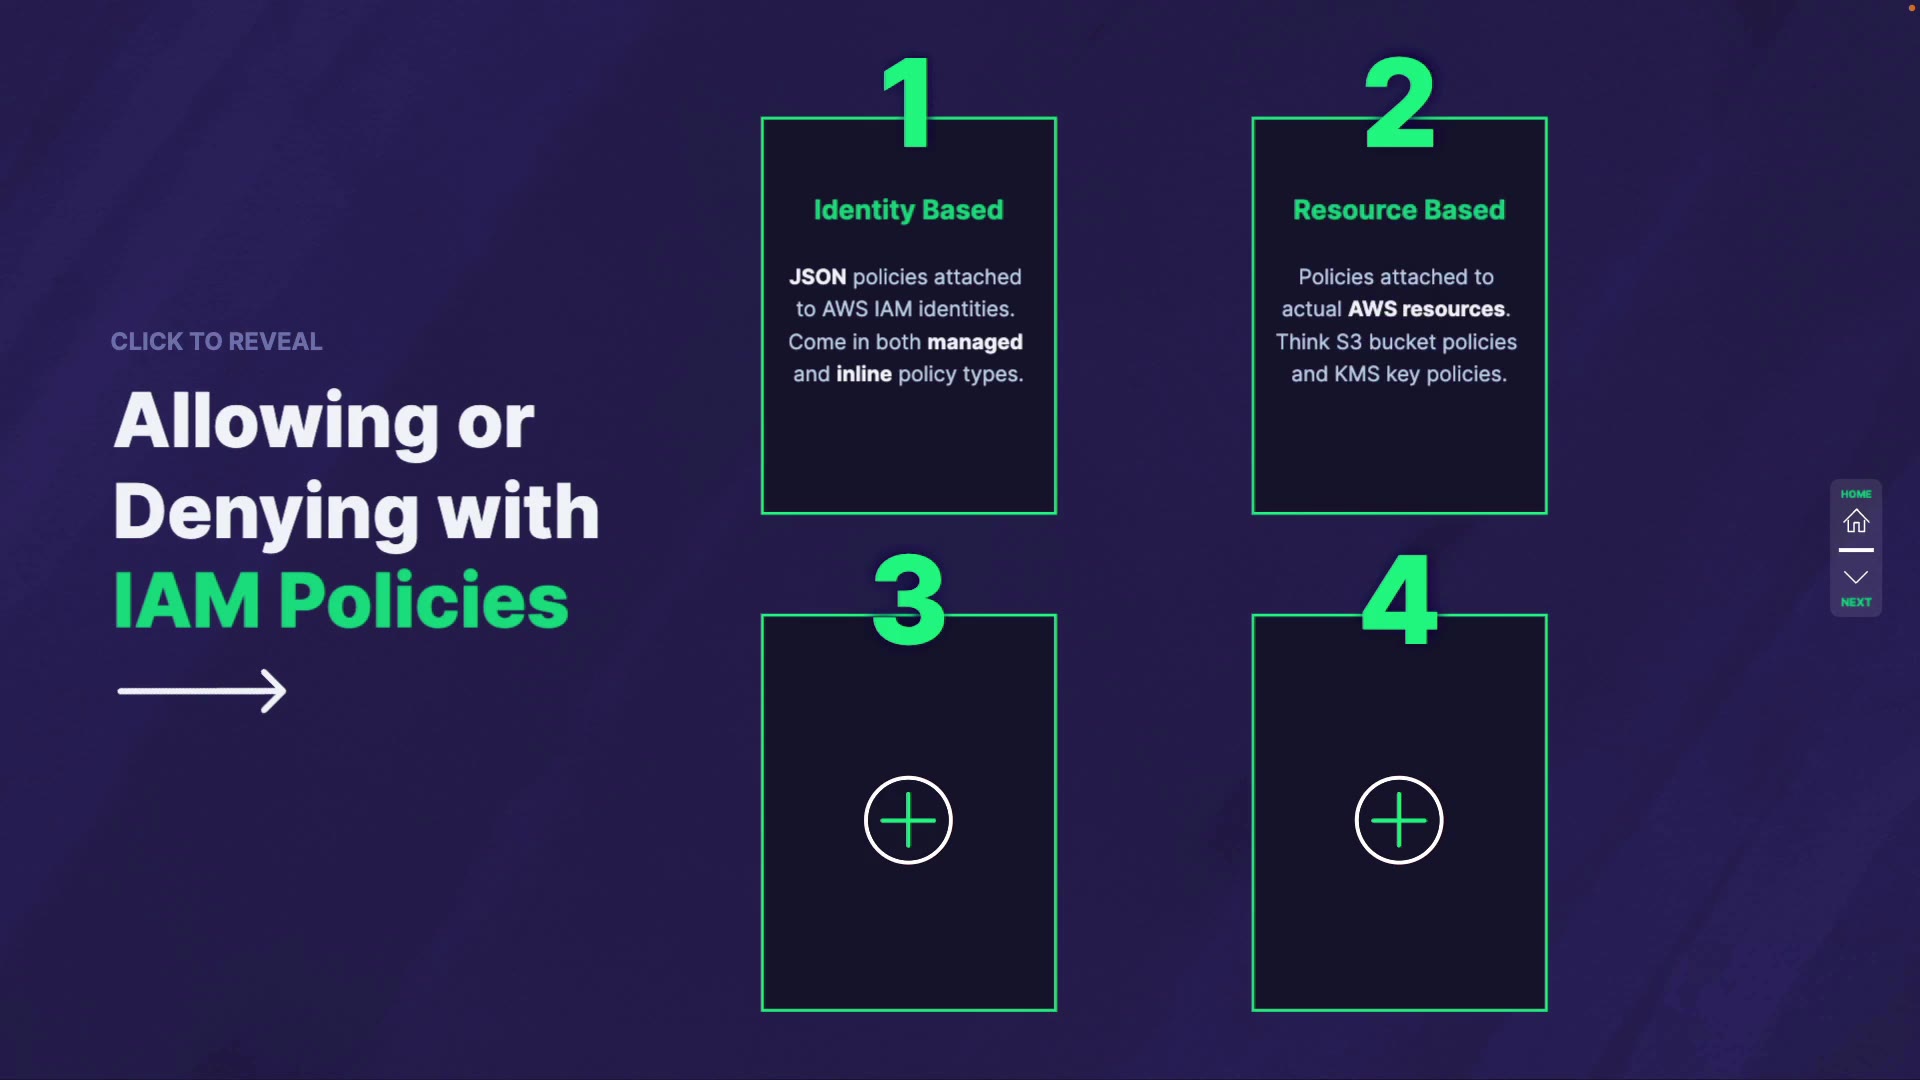 CLICK TO REVEAL
Allowing or
Denying with
IAM Policies
1
Identity Based
JSON policies attached
to AWS IAM identities.
Come in both managed
and inline policy types.
2
Resource Based
Policies attached to
actual AWS resources.
Think S3 bucket policies
and KMS key policies.
3
4
HOME
NEXT